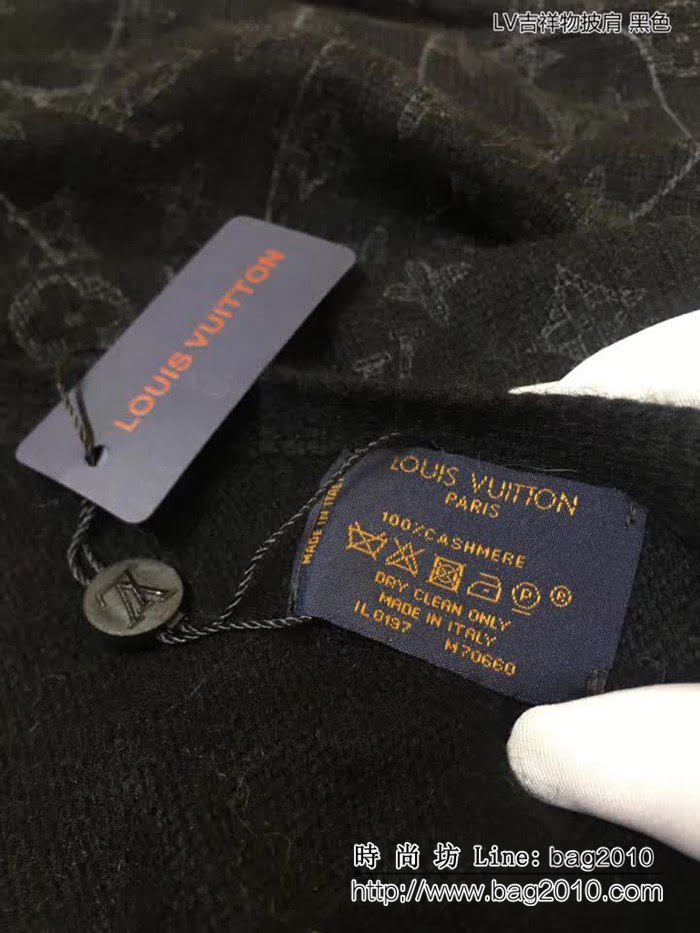 LV吉祥物披肩 黑色
LOUIS VUITTON
LOUIS VUITTON
PARIS
100%CASHMERE
DRY CLEAN ONLY
MADE IN ITALY
IL0137 M70660
MADE IN ITALY
P ®
LV
時尚坊 Line: bag2010
http://www.bag2010.com/